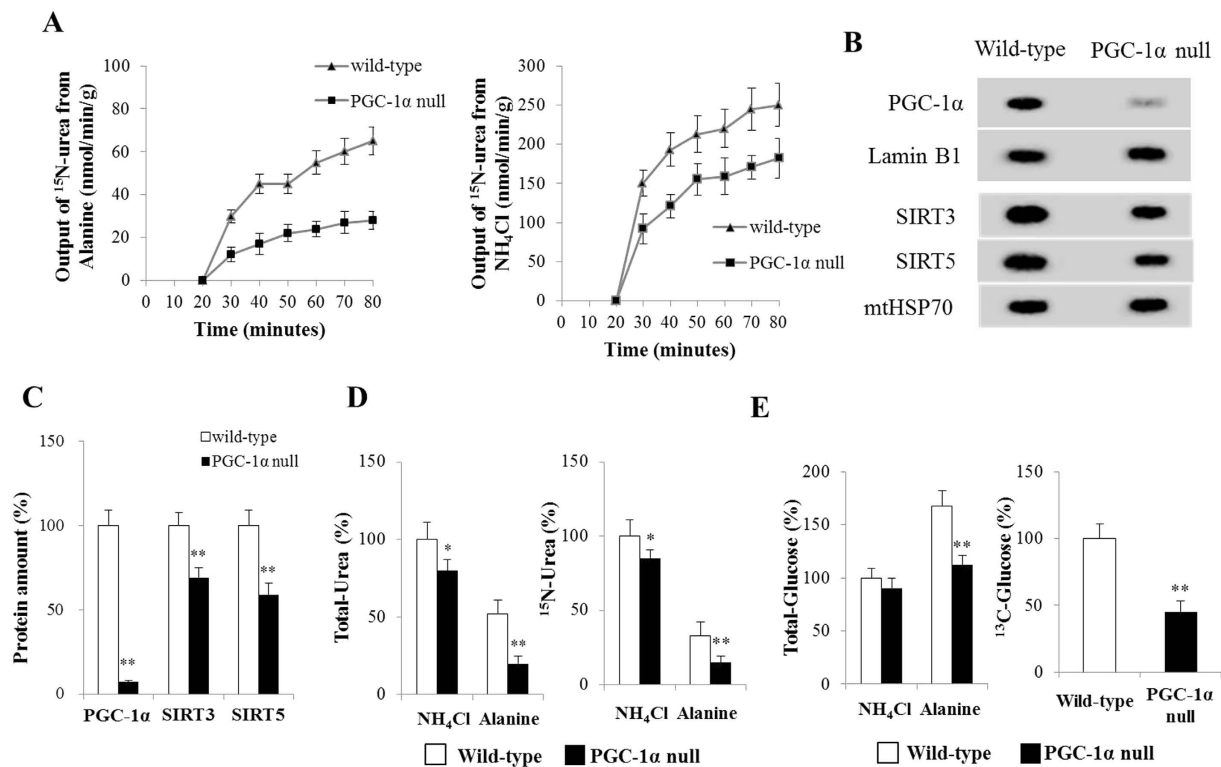 A
Output of ¹⁵N-urea from
Alanine (nmol/min/g)
80
70
60
40
20
0
0 10 20 30 40 50 60 70 80
Time (minutes)
wild-type
PGC-1α null
Output of ¹⁵N-urea from
NH₄Cl (nmol/min/g)
300
250
200
150
100
50
0
0 10 20 30 40 50 60 70 80
Time (minutes)
wild-type
PGC-1α null
B
Wild-type PGC-1α null
PGC-1α
Lamin B1
SIRT3
SIRT5
mtHSP70
C
wild-type
PGC-1α null
Protein amount (%)
150
100
50
0
PGC-1α SIRT3 SIRT5
**
**
**
D
Total-Urea (%)
150
100
50
0
*
**
NH₄Cl Alanine
¹⁵N-Urea (%)
150
100
50
0
*
**
NH₄Cl Alanine
Wild-type PGC-1α null
E
Total-Glucose (%)
200
150
100
50
0
**
NH₄Cl Alanine
¹³C-Glucose (%)
150
100
50
0
**
Wild-type PGC-1α
null
Wild-type PGC-1α null